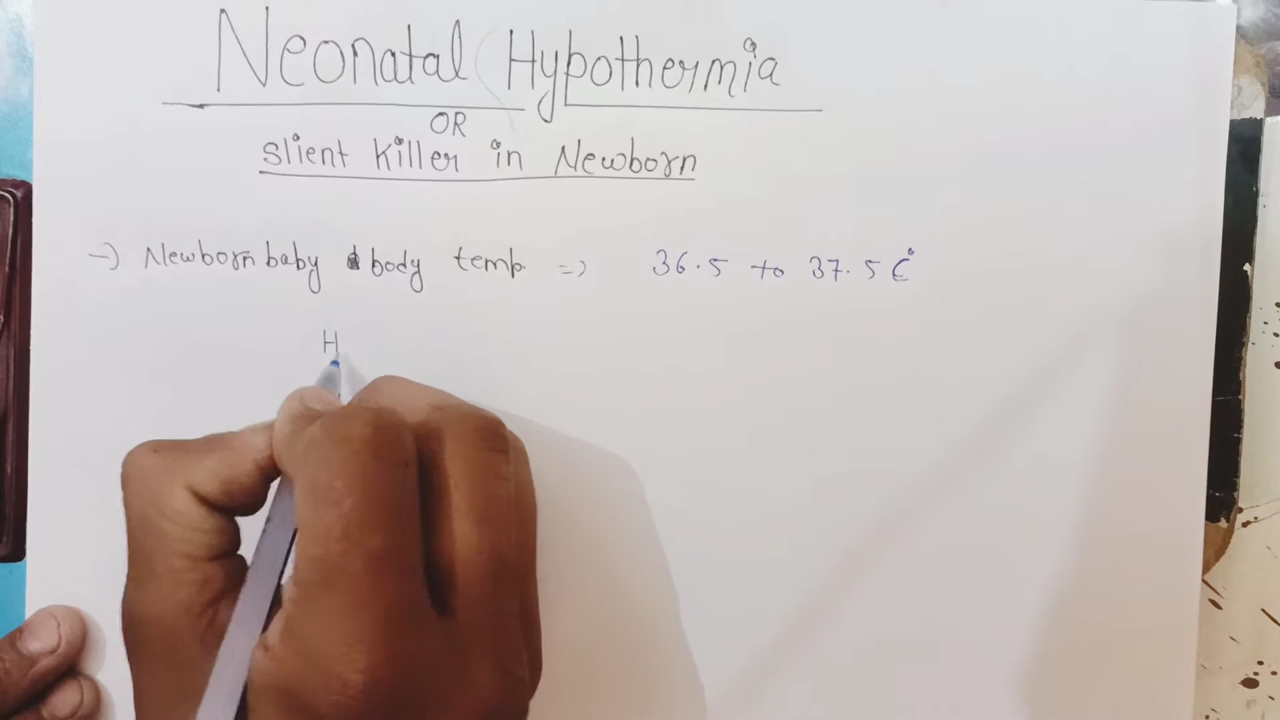 Neonatal Hypothermia
OR
Slient Killer in Newborn
-) Newborn baby body temp. =) 36.5 to 37.5 C°
H